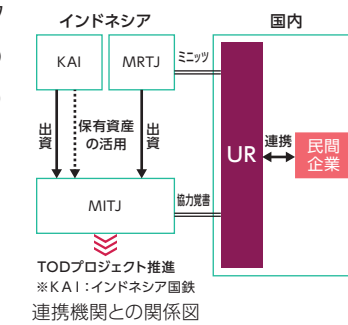 インドネシア
国内
KAI
MRTJ
ミニッツ
出資
保有資産
の活用
出資
UR
連携
民間
企業
MITJ
協力覚書
TODプロジェクト推進
※KAI:インドネシア国鉄
連携機関との関係図